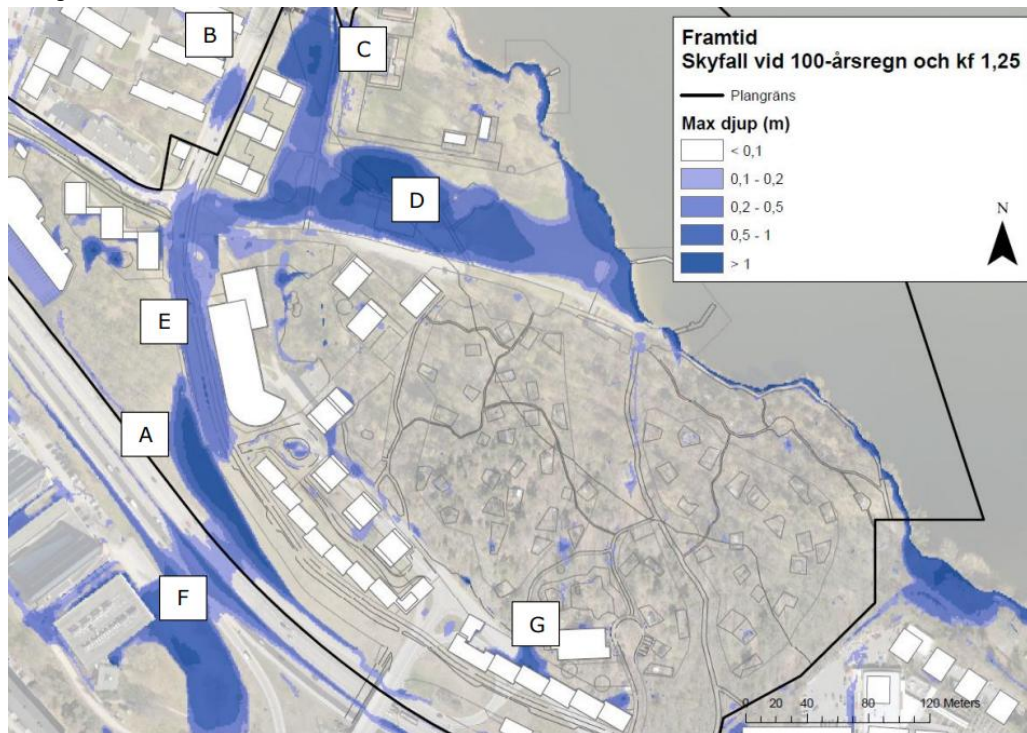 B
C
Framtid
Skyfall vid 100-årsregn och kf 1,25
Plangräns
Max djup (m)
< 0,1
0,1 - 0,2
0,2 - 0,5
0,5 - 1
> 1
N
D
E
A
F
G
0 20 40 80 120 Meters